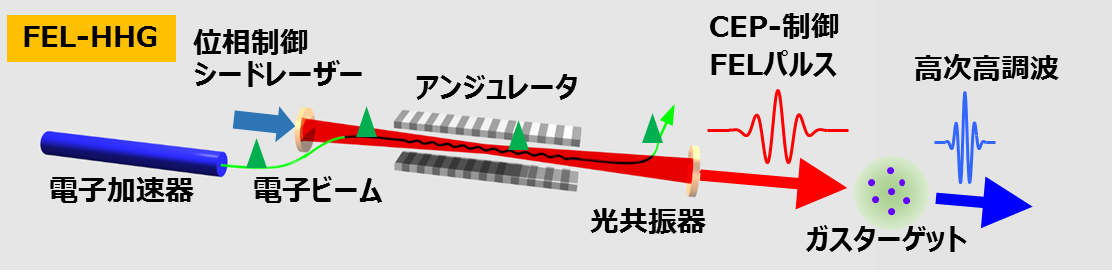 FEL-HHG
位相制御
シードレーザー
アンジュレータ
CEP-制御
FELパルス
高次高調波
電子加速器
電子ビーム
光共振器
ガスターゲット